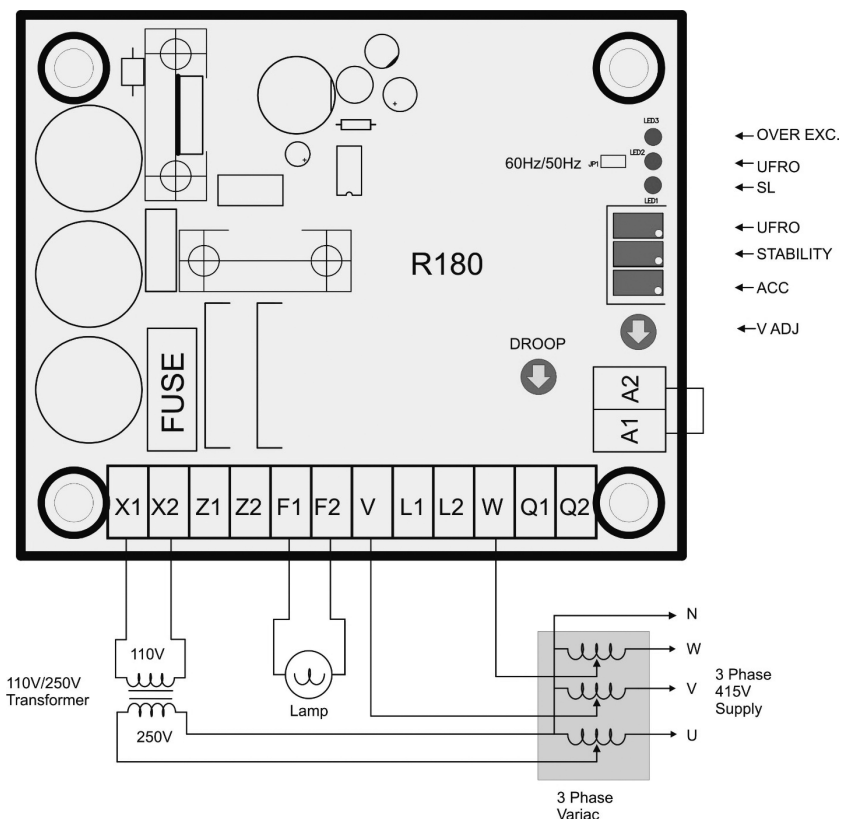 LED3
OVER EXC.
60Hz/50Hz
JP1
LED2
UFRO
SL
LED1
UFRO
STABILITY
R180
ACC
V ADJ
DROOP
FUSE
A2
A1
X1 X2 Z1 Z2 F1 F2 V L1 L2 W Q1 Q2
N
110V
W
110V/250V
Transformer
Lamp
V
3 Phase
415V
Supply
250V
U
3 Phase
Variac